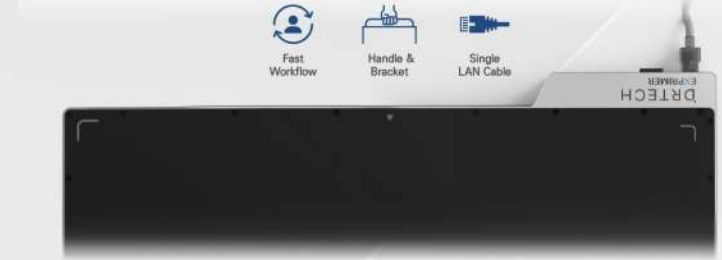 Fast
Workflow
Handle &
Bracket
Single
LAN Cable
EXPRIMER
DRTECH